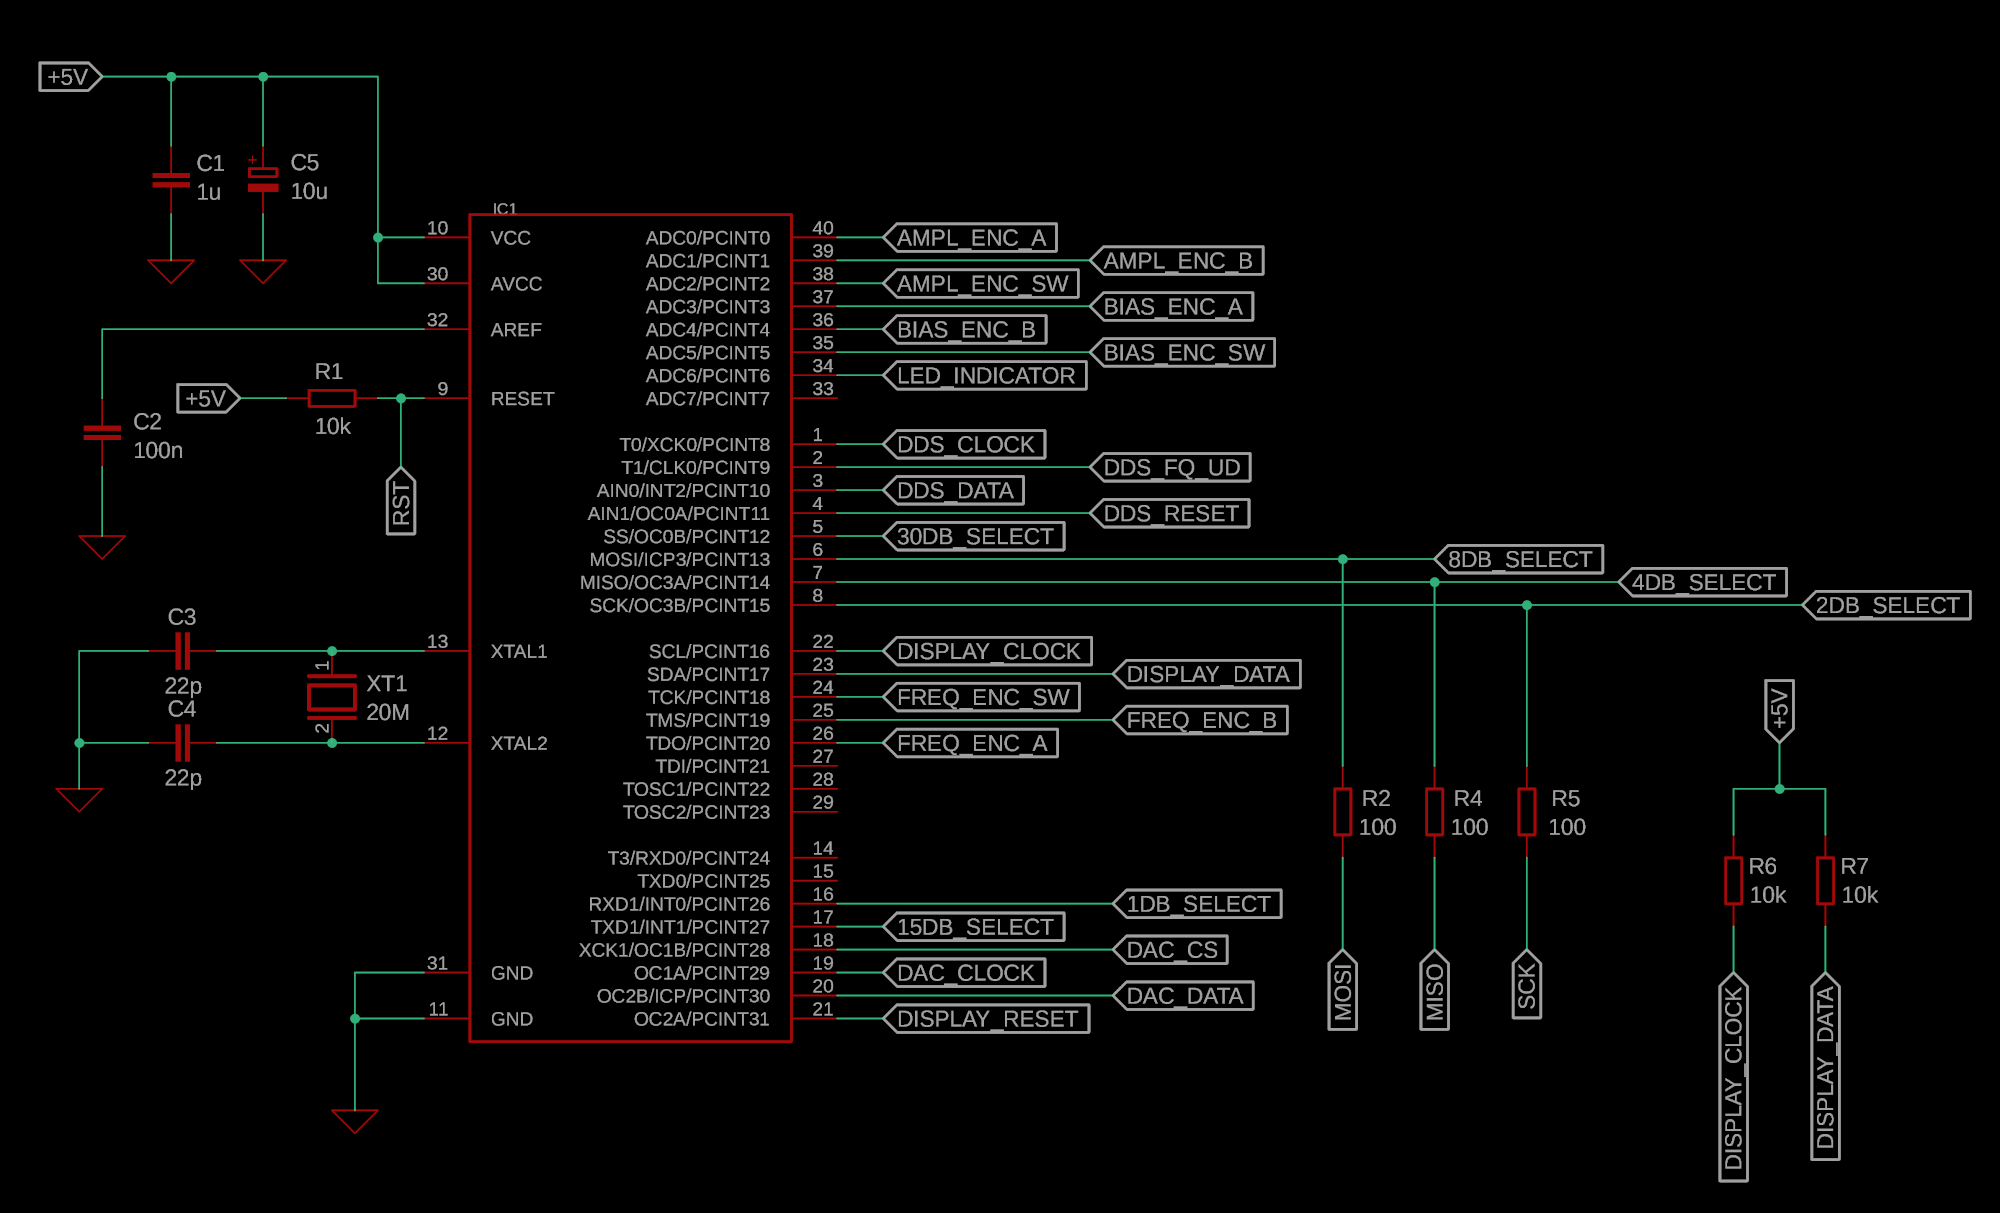 +5V
C1
1u
C5
10u
+
IC1
10 VCC
30 AVCC
32 AREF
9 RESET
+5V
R1
10k
RST
C2
100n
C3
22p
C4
22p
1
2
XT1
20M
13 XTAL1
12 XTAL2
31 GND
11 GND
ADC0/PCINT0 40 AMPL_ENC_A
ADC1/PCINT1 39 AMPL_ENC_B
ADC2/PCINT2 38 AMPL_ENC_SW
ADC3/PCINT3 37 BIAS_ENC_A
ADC4/PCINT4 36 BIAS_ENC_B
ADC5/PCINT5 35 BIAS_ENC_SW
ADC6/PCINT6 34 LED_INDICATOR
ADC7/PCINT7 33
T0/XCK0/PCINT8 1 DDS_CLOCK
T1/CLK0/PCINT9 2 DDS_FQ_UD
AIN0/INT2/PCINT10 3 DDS_DATA
AIN1/OC0A/PCINT11 4 DDS_RESET
SS/OC0B/PCINT12 5 30DB_SELECT
MOSI/ICP3/PCINT13 6 8DB_SELECT
MISO/OC3A/PCINT14 7 4DB_SELECT
SCK/OC3B/PCINT15 8 2DB_SELECT
SCL/PCINT16 22 DISPLAY_CLOCK
SDA/PCINT17 23 DISPLAY_DATA
TCK/PCINT18 24 FREQ_ENC_SW
TMS/PCINT19 25 FREQ_ENC_B
TDO/PCINT20 26 FREQ_ENC_A
TDI/PCINT21 27
TOSC1/PCINT22 28
TOSC2/PCINT23 29
T3/RXD0/PCINT24 14
TXD0/PCINT25 15
RXD1/INT0/PCINT26 16 1DB_SELECT
TXD1/INT1/PCINT27 17 15DB_SELECT
XCK1/OC1B/PCINT28 18 DAC_CS
OC1A/PCINT29 19 DAC_CLOCK
OC2B/ICP/PCINT30 20 DAC_DATA
OC2A/PCINT31 21 DISPLAY_RESET
R2
100
R4
100
R5
100
MOSI
MISO
SCK
+5V
R6
10k
R7
10k
DISPLAY_CLOCK
DISPLAY_DATA